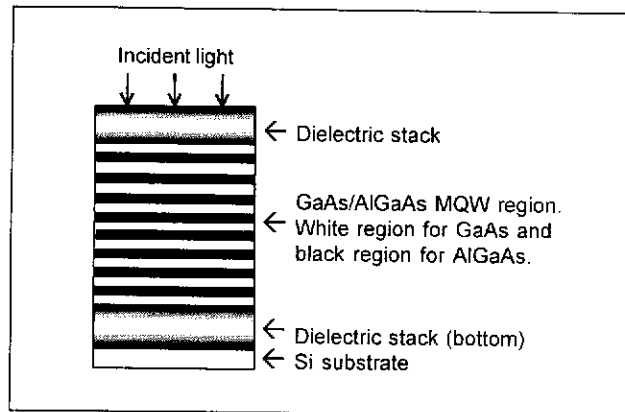 Incident light
Dielectric stack
GaAs/AlGaAs MQW region.
White region for GaAs and
black region for AlGaAs.
Dielectric stack (bottom)
Si substrate